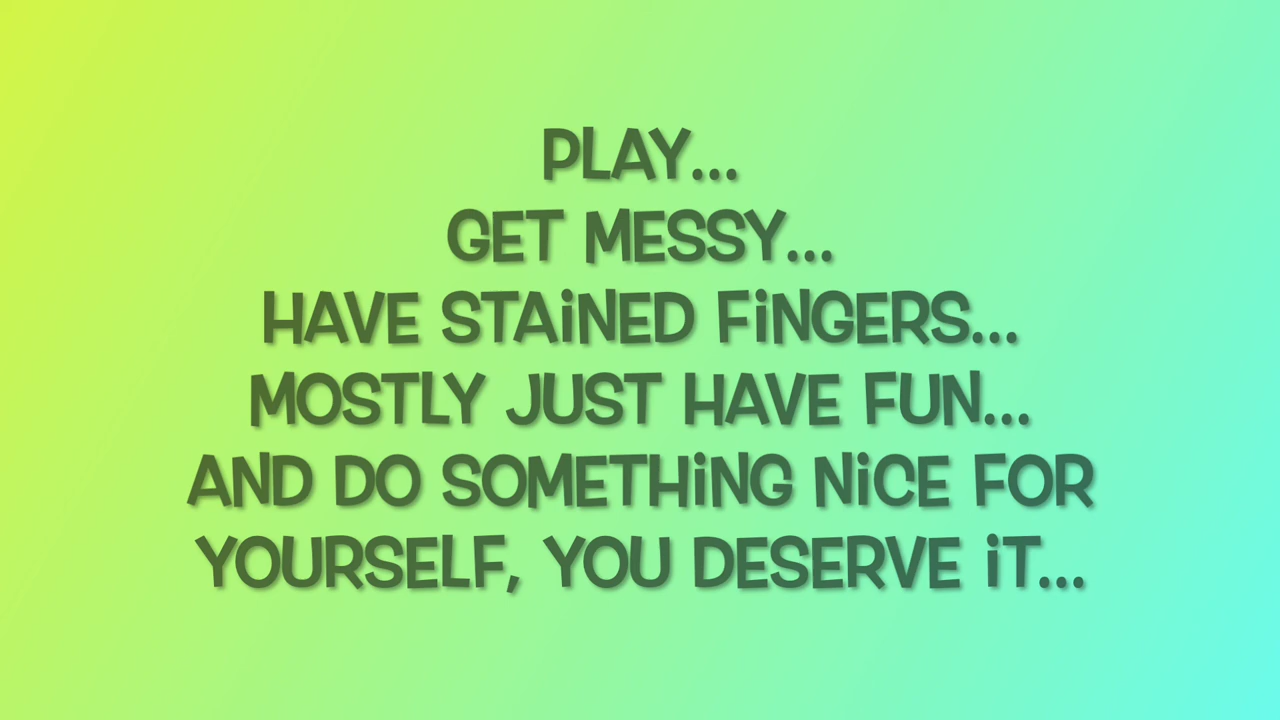 PLAY...
GET MESSY...
HAVE STAiNED FiNGERS...
MOSTLY JUST HAVE FUN...
AND DO SOMETHiNG NiCE FOR
YOURSELF, YOU DESERVE iT...